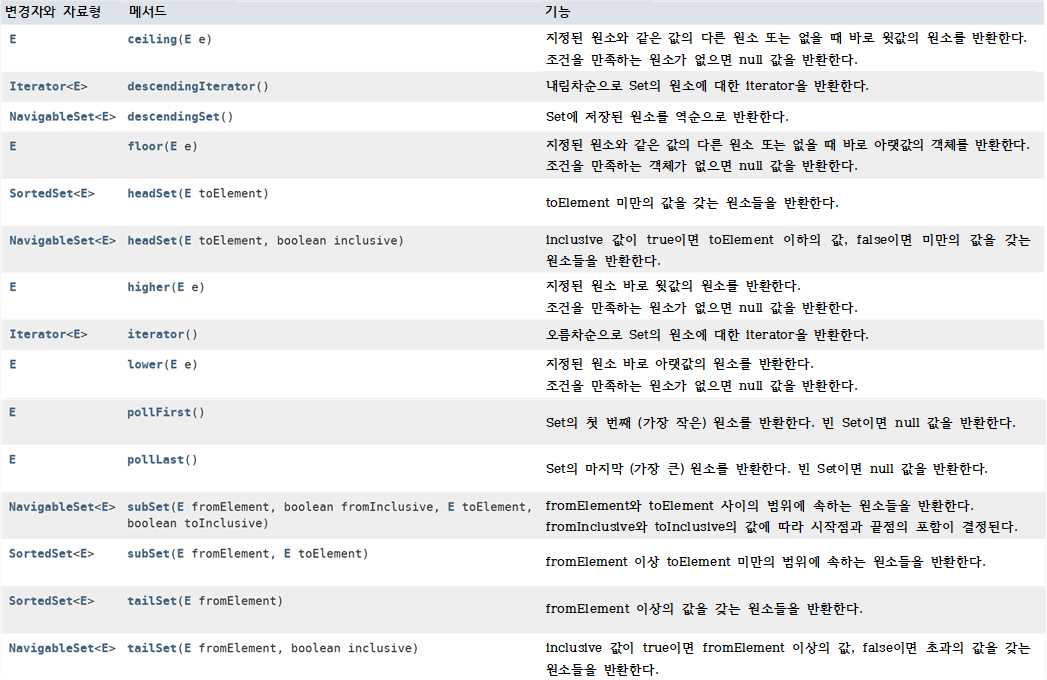 변경자와 자료형 메서드 기능
E ceiling(E e) 지정된 원소와 같은 값의 다른 원소 또는 없을 때 바로 윗값의 원소를 반환한다.
조건을 만족하는 원소가 없으면 null 값을 반환한다.
Iterator<E> descendingIterator() 내림차순으로 Set의 원소에 대한 iterator을 반환한다.
NavigableSet<E> descendingSet() Set에 저장된 원소를 역순으로 반환한다.
E floor(E e) 지정된 원소와 같은 값의 다른 원소 또는 없을 때 바로 아랫값의 객체를 반환한다.
조건을 만족하는 객체가 없으면 null 값을 반환한다.
SortedSet<E> headSet(E toElement) toElement 미만의 값을 갖는 원소들을 반환한다.
NavigableSet<E> headSet(E toElement, boolean inclusive) inclusive 값이 true이면 toElement 이하의 값, false이면 미만의 값을 갖는
원소들을 반환한다.
E higher(E e) 지정된 원소 바로 윗값의 원소를 반환한다.
조건을 만족하는 원소가 없으면 null 값을 반환한다.
Iterator<E> iterator() 오름차순으로 Set의 원소에 대한 iterator을 반환한다.
E lower(E e) 지정된 원소 바로 아랫값의 원소를 반환한다.
조건을 만족하는 원소가 없으면 null 값을 반환한다.
E pollFirst() Set의 첫 번째 (가장 작은) 원소를 반환한다. 빈 Set이면 null 값을 반환한다.
E pollLast() Set의 마지막 (가장 큰) 원소를 반환한다. 빈 Set이면 null 값을 반환한다.
NavigableSet<E> subSet(E fromElement, boolean fromInclusive, E toElement, fromElement와 toElement 사이의 범위에 속하는 원소들을 반환한다.
boolean toInclusive) fromInclusive와 toInclusive의 값에 따라 시작점과 끝점의 포함이 결정된다.
SortedSet<E> subSet(E fromElement, E toElement) fromElement 이상 toElement 미만의 범위에 속하는 원소들을 반환한다.
SortedSet<E> tailSet(E fromElement) fromElement 이상의 값을 갖는 원소들을 반환한다.
NavigableSet<E> tailSet(E fromElement, boolean inclusive) inclusive 값이 true이면 fromElement 이상의 값, false이면 초과의 값을 갖는
원소들을 반환한다.